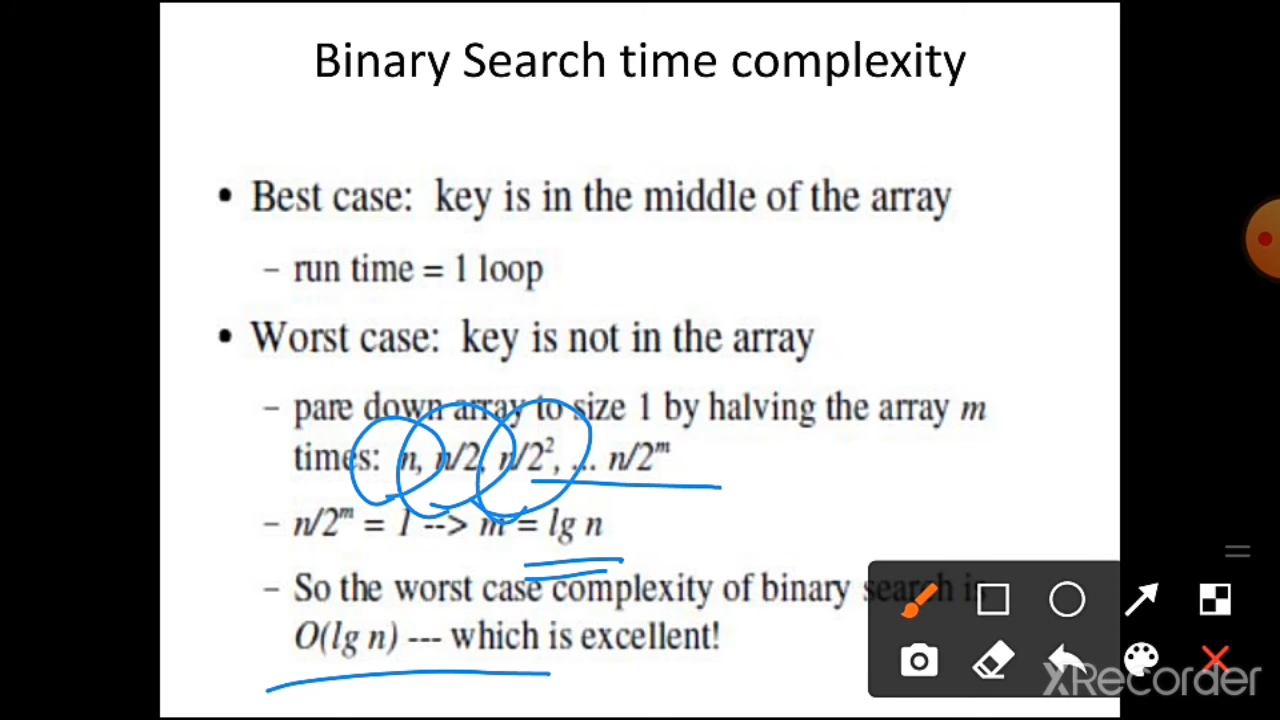 Binary Search time complexity
• Best case: key is in the middle of the array
– run time = 1 loop
• Worst case: key is not in the array
– pare down array to size 1 by halving the array m
times: n, n/2, n/2², ... n/2ᵐ
– n/2ᵐ = 1 --> m = lg n
– So the worst case complexity of binary search is
O(lg n) --- which is excellent!
XRecorder